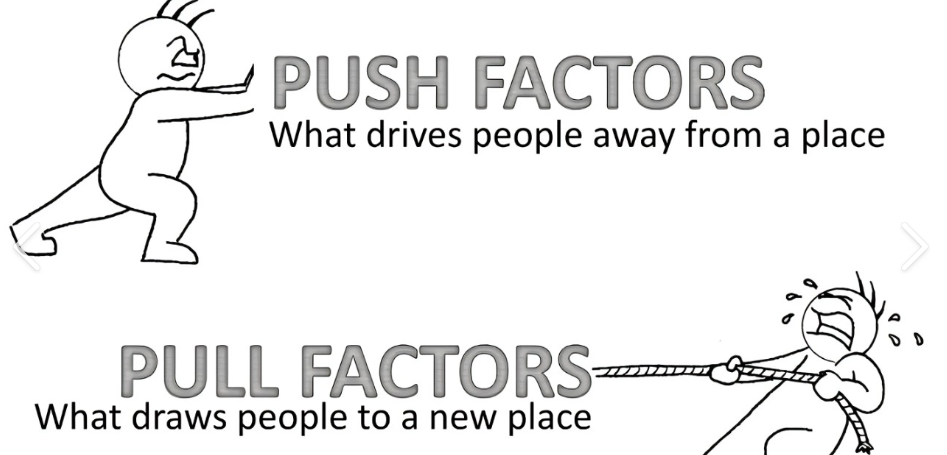 PUSH FACTORS
What drives people away from a place
PULL FACTORS
What draws people to a new place